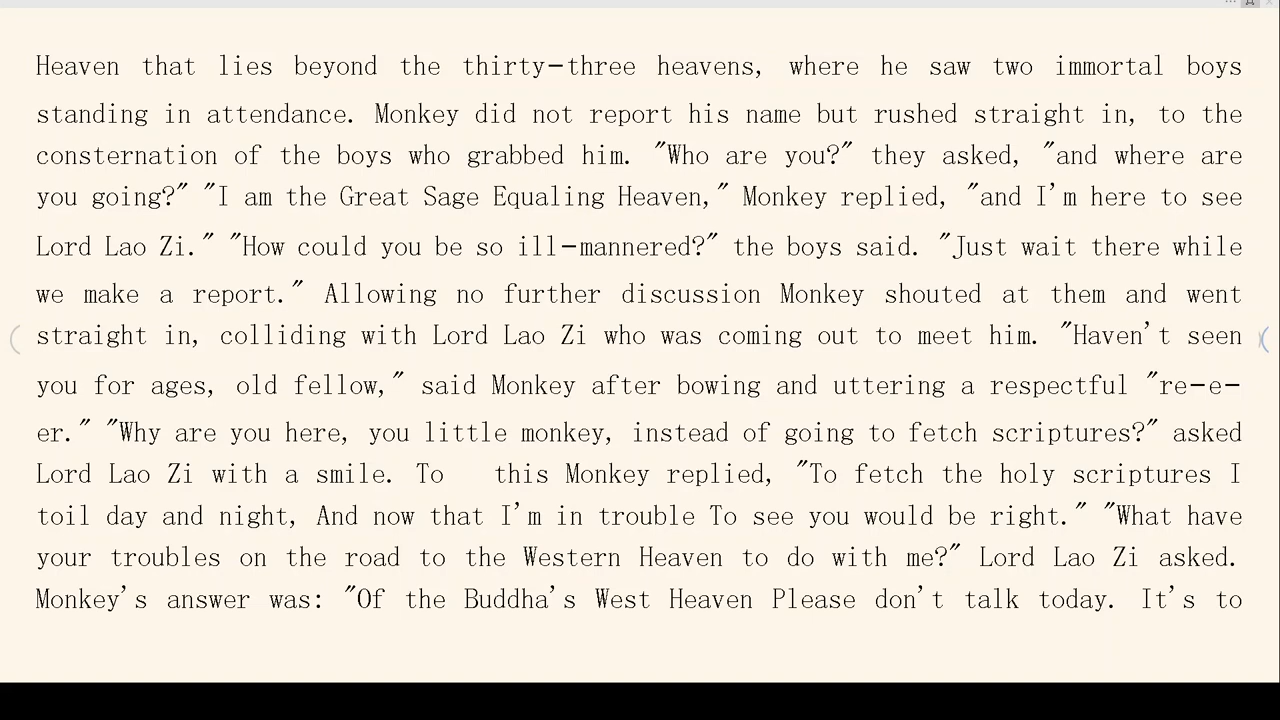 Heaven that lies beyond the thirty-three heavens, where he saw two immortal boys
standing in attendance. Monkey did not report his name but rushed straight in, to the
consternation of the boys who grabbed him. "Who are you?" they asked, "and where are
you going?" "I am the Great Sage Equaling Heaven," Monkey replied, "and I'm here to see
Lord Lao Zi." "How could you be so ill-mannered?" the boys said. "Just wait there while
we make a report." Allowing no further discussion Monkey shouted at them and went
straight in, colliding with Lord Lao Zi who was coming out to meet him. "Haven't seen
you for ages, old fellow," said Monkey after bowing and uttering a respectful "re-e-
er." "Why are you here, you little monkey, instead of going to fetch scriptures?" asked
Lord Lao Zi with a smile. To this Monkey replied, "To fetch the holy scriptures I
toil day and night, And now that I'm in trouble To see you would be right." "What have
your troubles on the road to the Western Heaven to do with me?" Lord Lao Zi asked.
Monkey's answer was: "Of the Buddha's West Heaven Please don't talk today. It's to